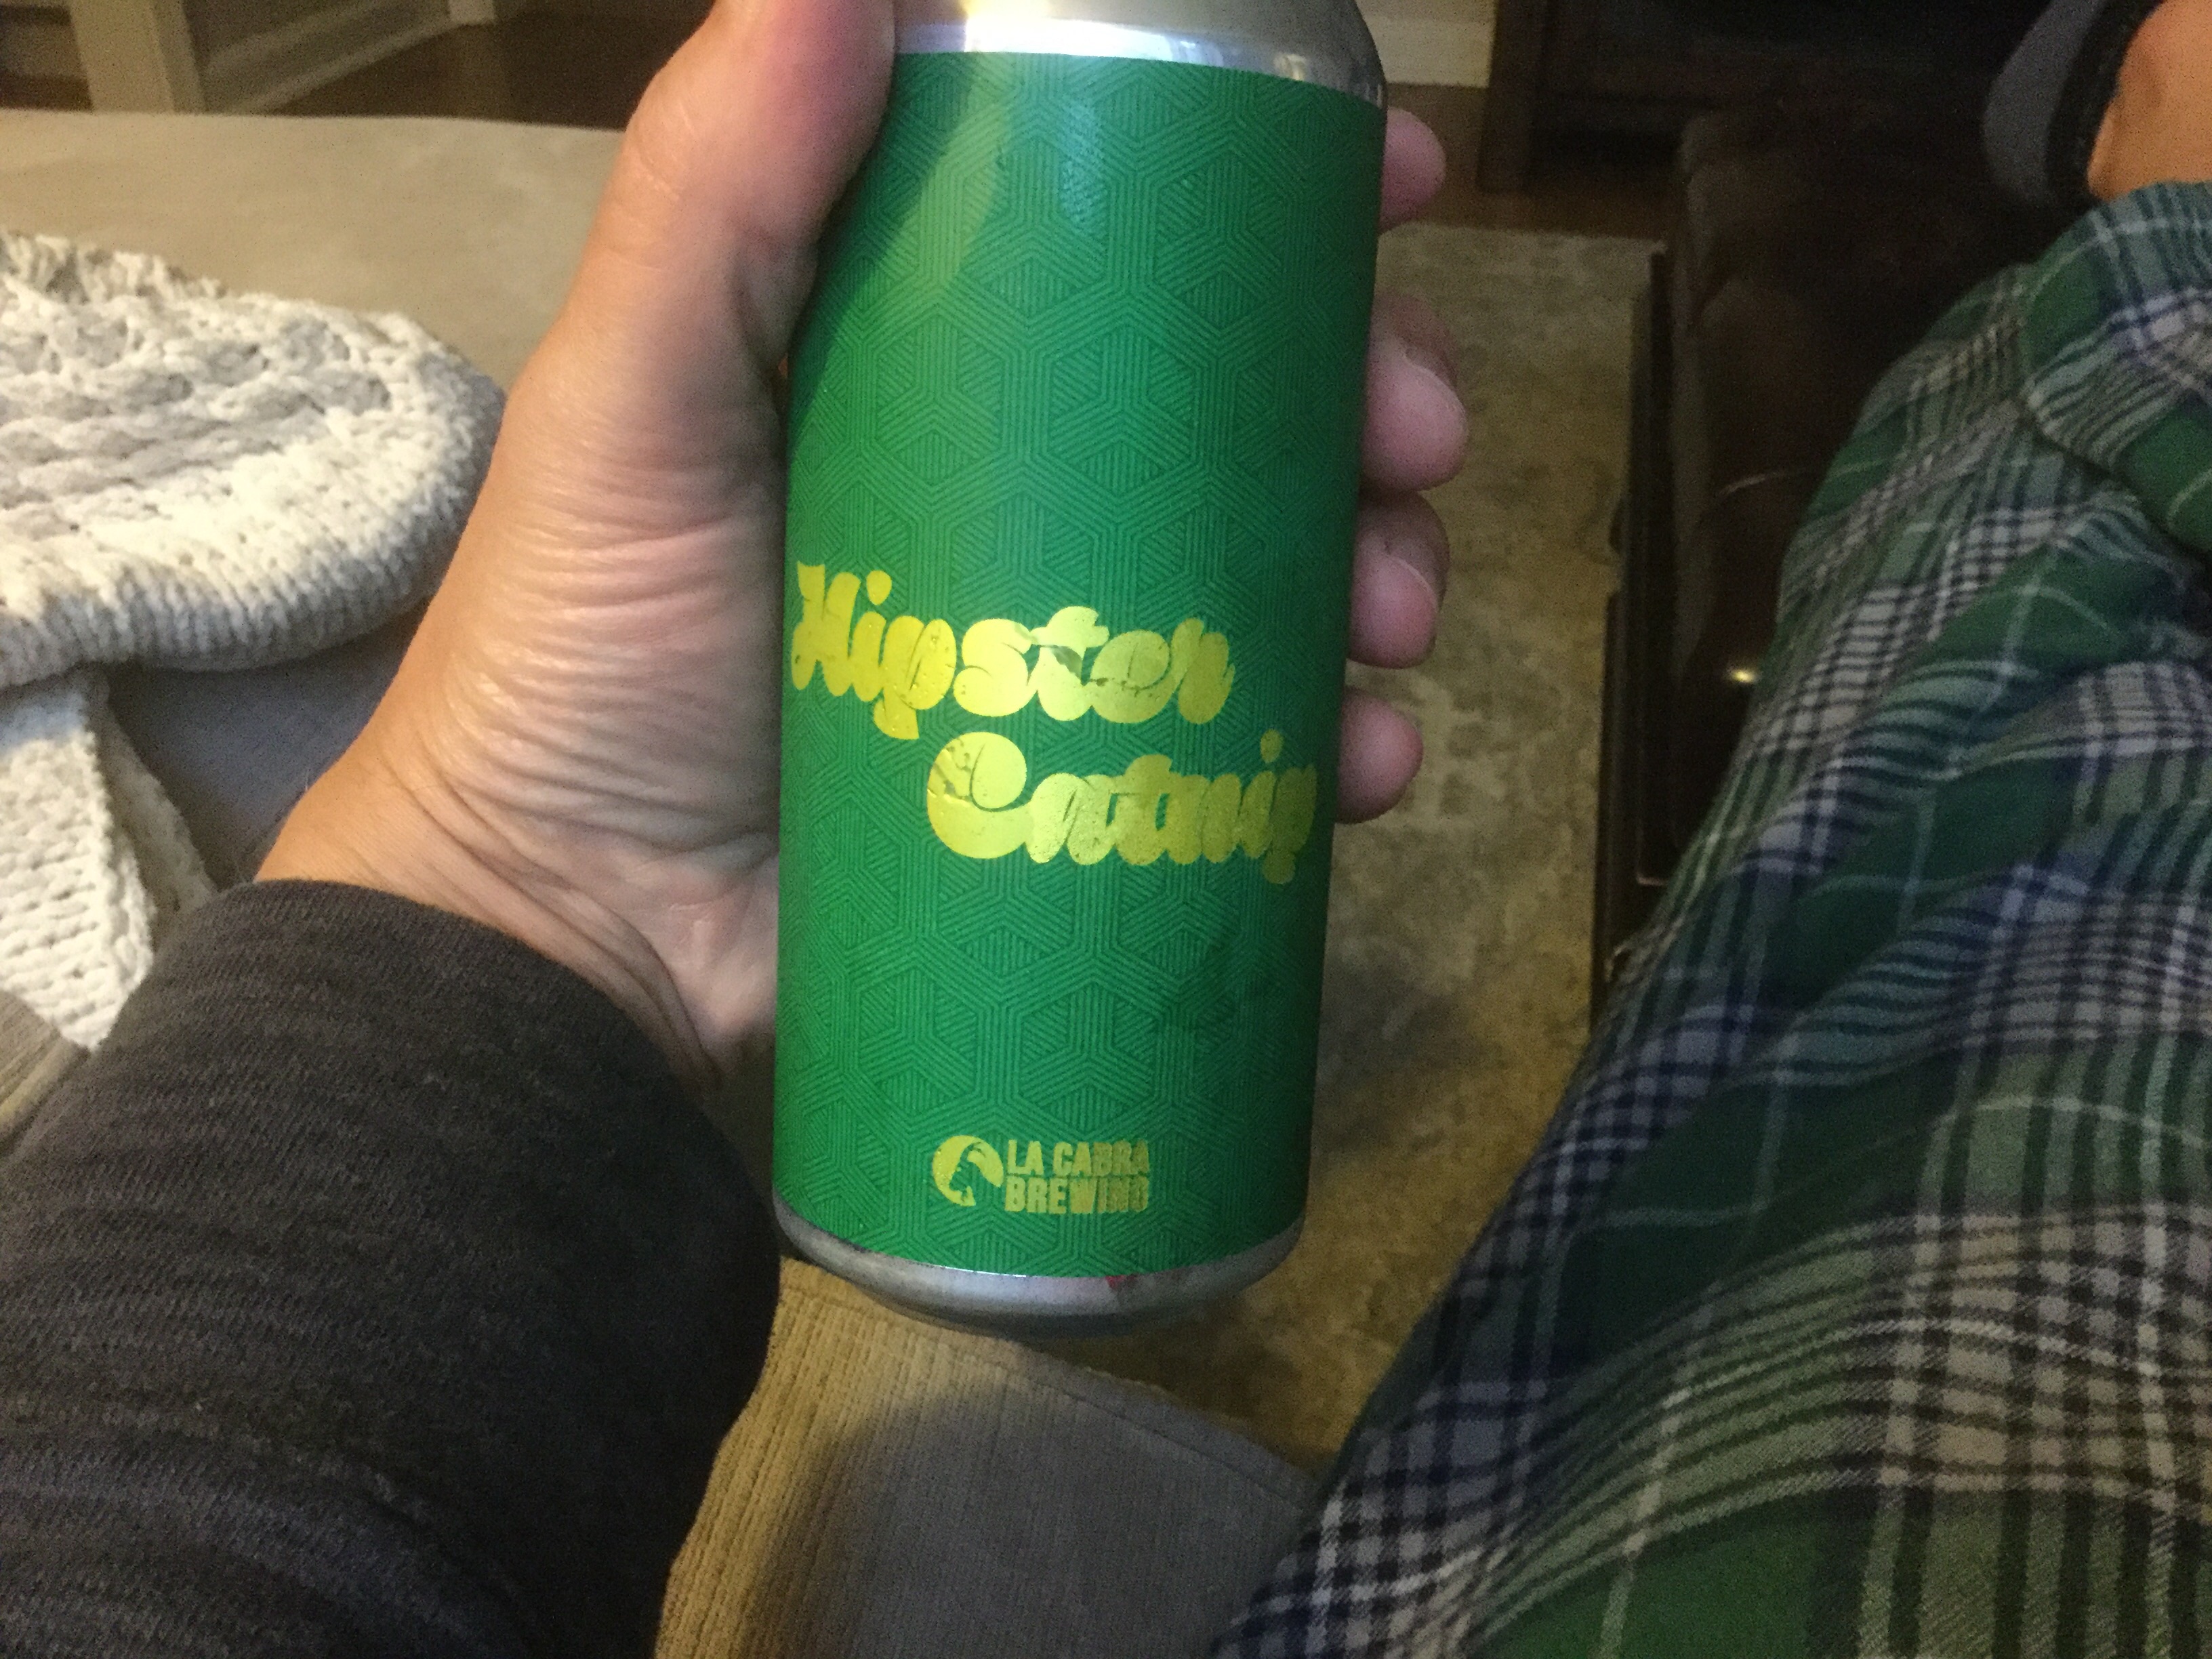 Hipster
Catnip
LA CABRA
BREWING